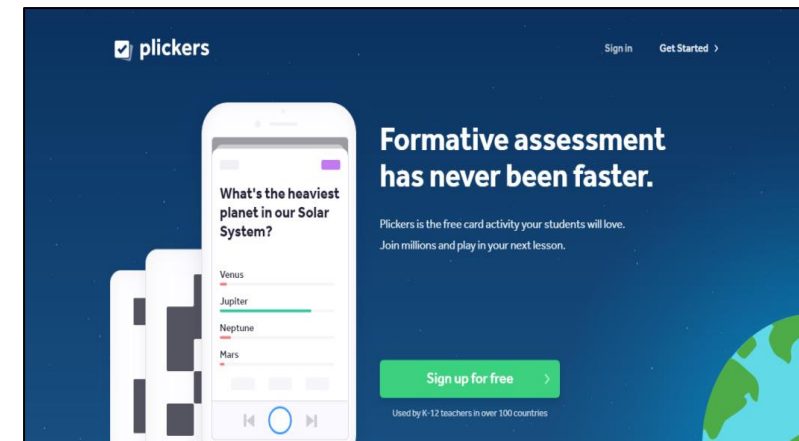 plickers
Sign in
Get Started >
Formative assessment
has never been faster.
Plickers is the free card activity your students will love.
Join millions and play in your next lesson.
What's the heaviest
planet in our Solar
System?
Venus
Jupiter
Neptune
Mars
Sign up for free >
Used by K-12 teachers in over 100 countries